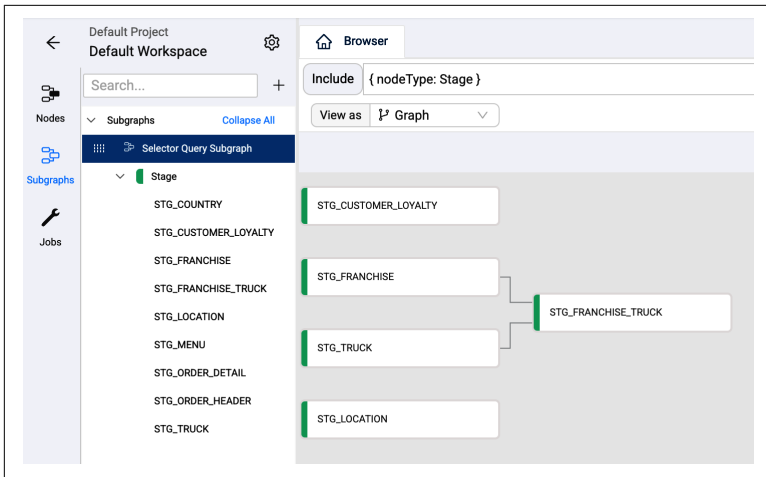 Default Project
Default Workspace
Browser
Search...
Include { nodeType: Stage }
Nodes
Subgraphs Collapse All
View as Graph
Selector Query Subgraph
Subgraphs
Stage
STG_COUNTRY
STG_CUSTOMER_LOYALTY
STG_FRANCHISE
STG_FRANCHISE_TRUCK
STG_LOCATION
STG_MENU
STG_ORDER_DETAIL
STG_ORDER_HEADER
STG_TRUCK
Jobs
STG_CUSTOMER_LOYALTY
STG_FRANCHISE
STG_FRANCHISE_TRUCK
STG_TRUCK
STG_LOCATION